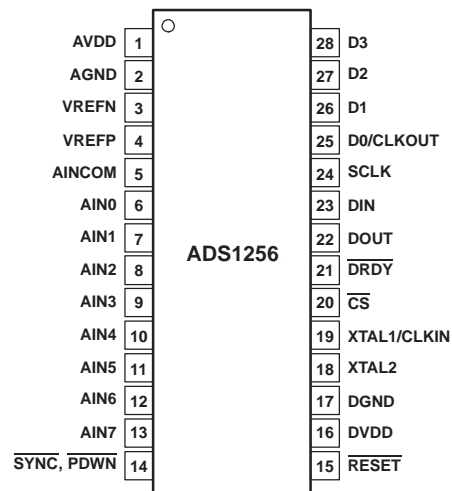 AVDD 1 28 D3
AGND 2 27 D2
VREFN 3 26 D1
VREFP 4 25 D0/CLKOUT
AINCOM 5 24 SCLK
AIN0 6 23 DIN
AIN1 7 22 DOUT
ADS1256
AIN2 8 21 DRDY
AIN3 9 20 CS
AIN4 10 19 XTAL1/CLKIN
AIN5 11 18 XTAL2
AIN6 12 17 DGND
AIN7 13 16 DVDD
SYNC, PDWN 14 15 RESET